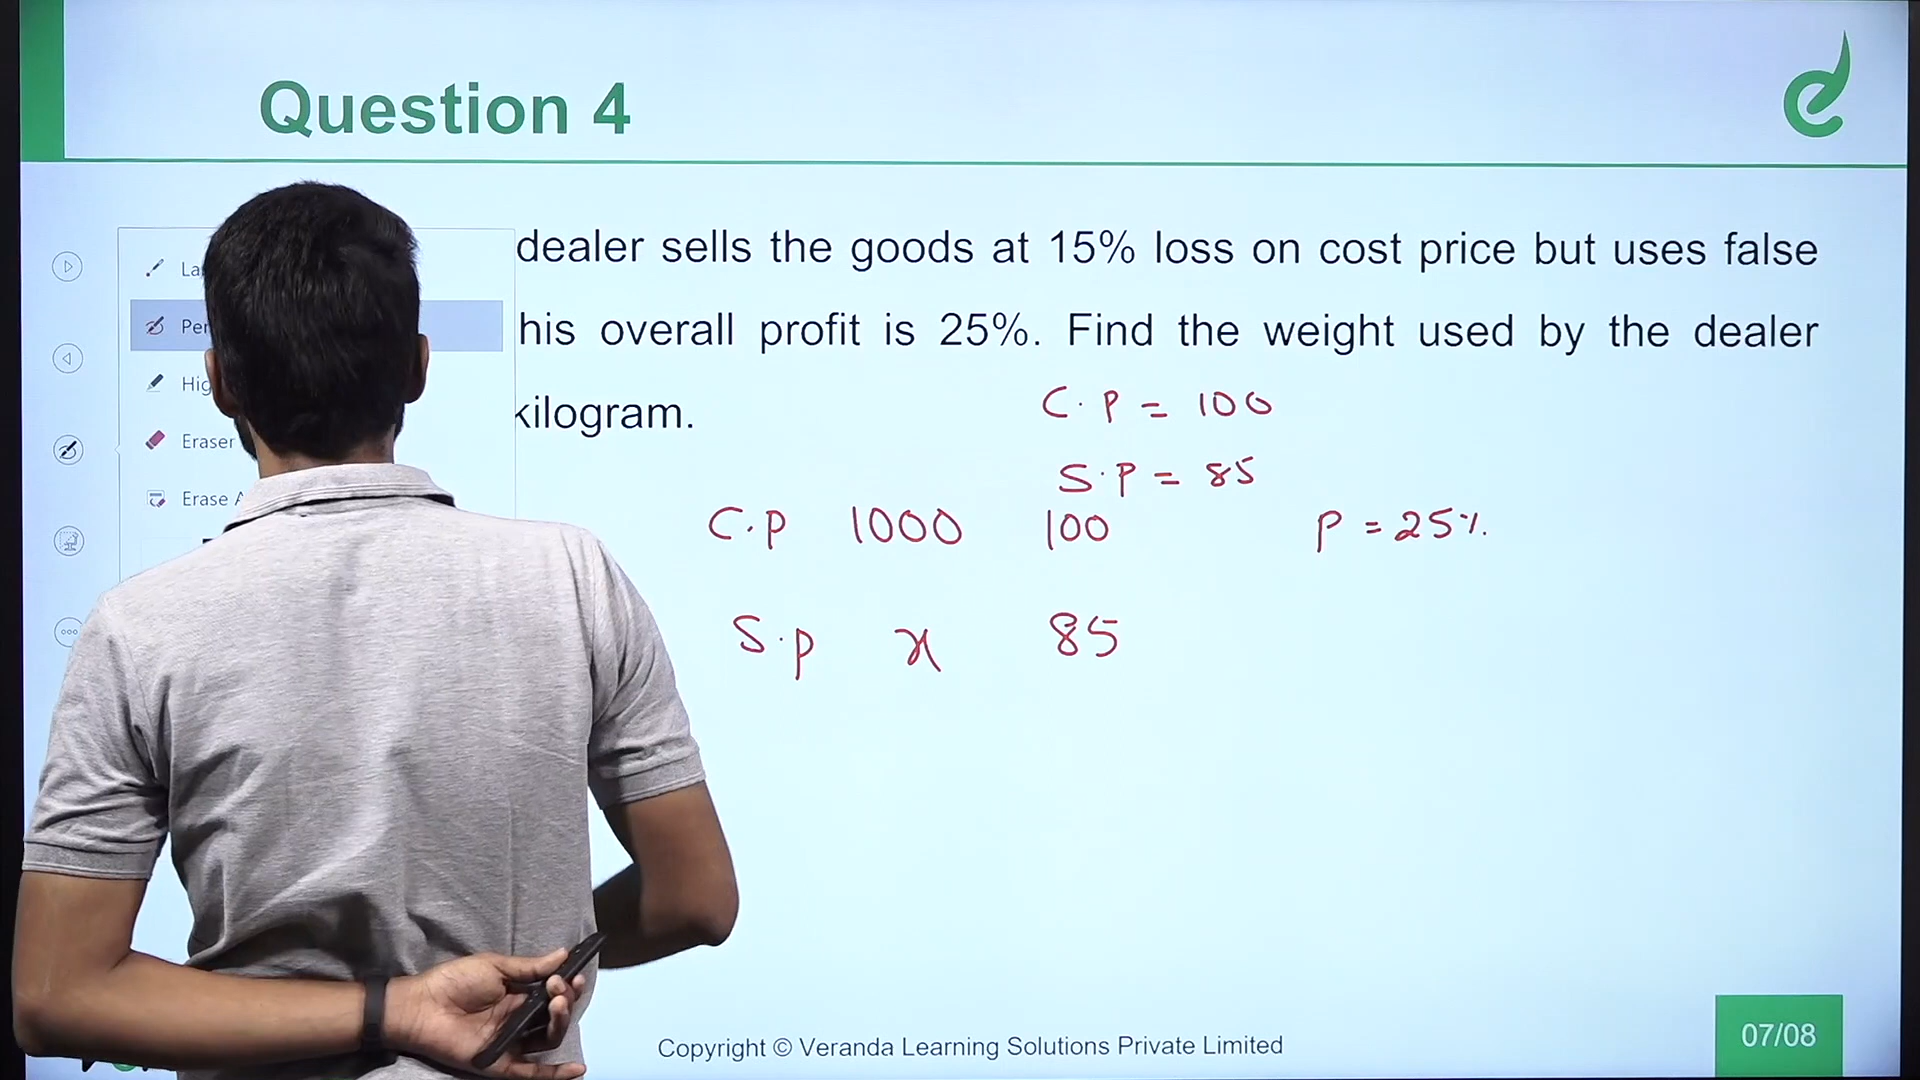 Question 4
dealer sells the goods at 15% loss on cost price but uses false
his overall profit is 25%. Find the weight used by the dealer
kilogram.
Eraser
Erase
C.P = 100
S.P = 85
C.P 1000 100
P = 25%
S.P x 85
Copyright © Veranda Learning Solutions Private Limited
07/08